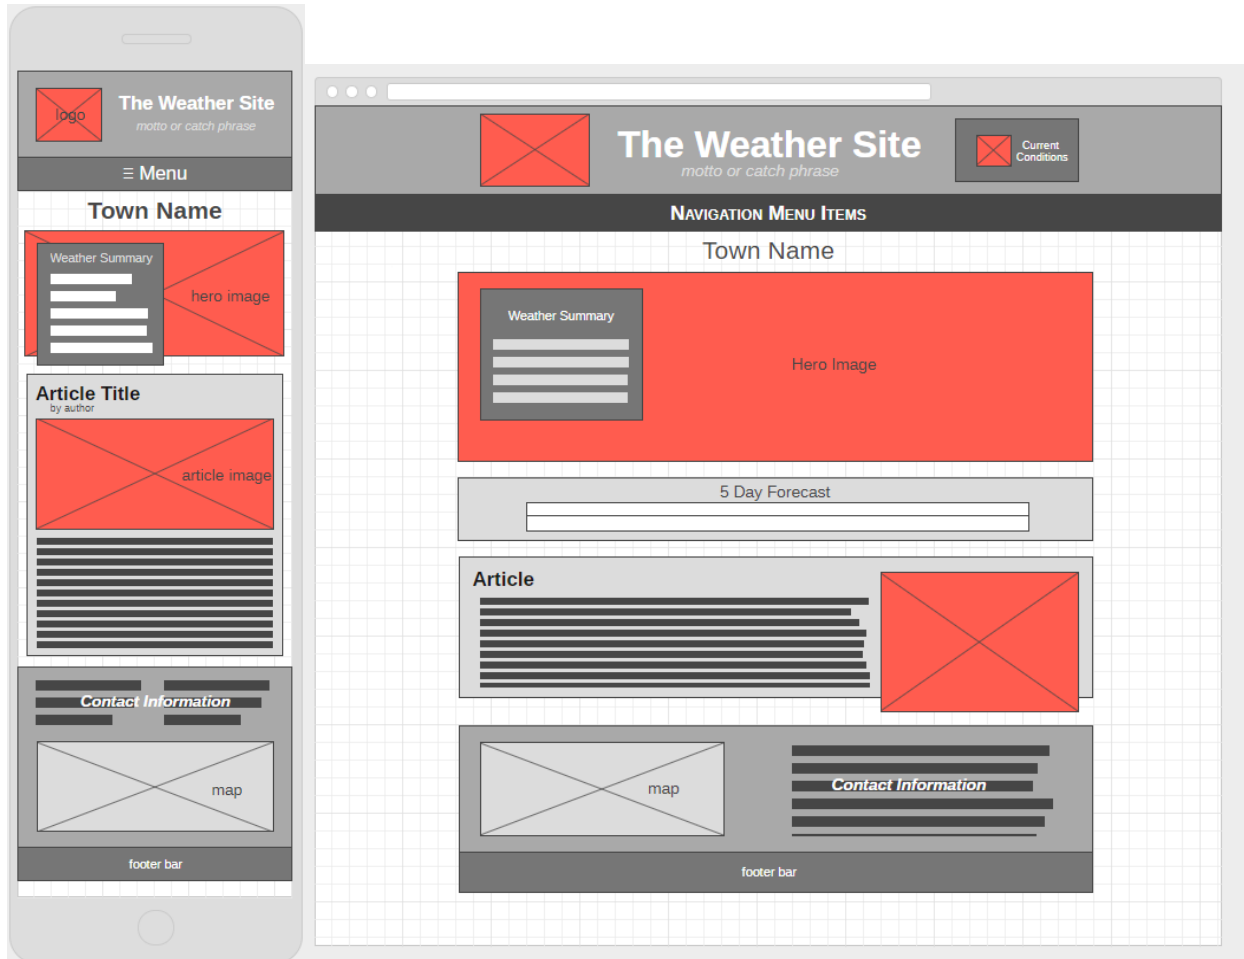 The Weather Site
logo
motto or catch phrase
☰ Menu
Town Name
Weather Summary
hero image
Article Title
by author
article image
Contact Information
map
footer bar
The Weather Site
motto or catch phrase
Current
Conditions
Navigation Menu Items
Town Name
Weather Summary
Hero Image
5 Day Forecast
Article
map
Contact Information
footer bar